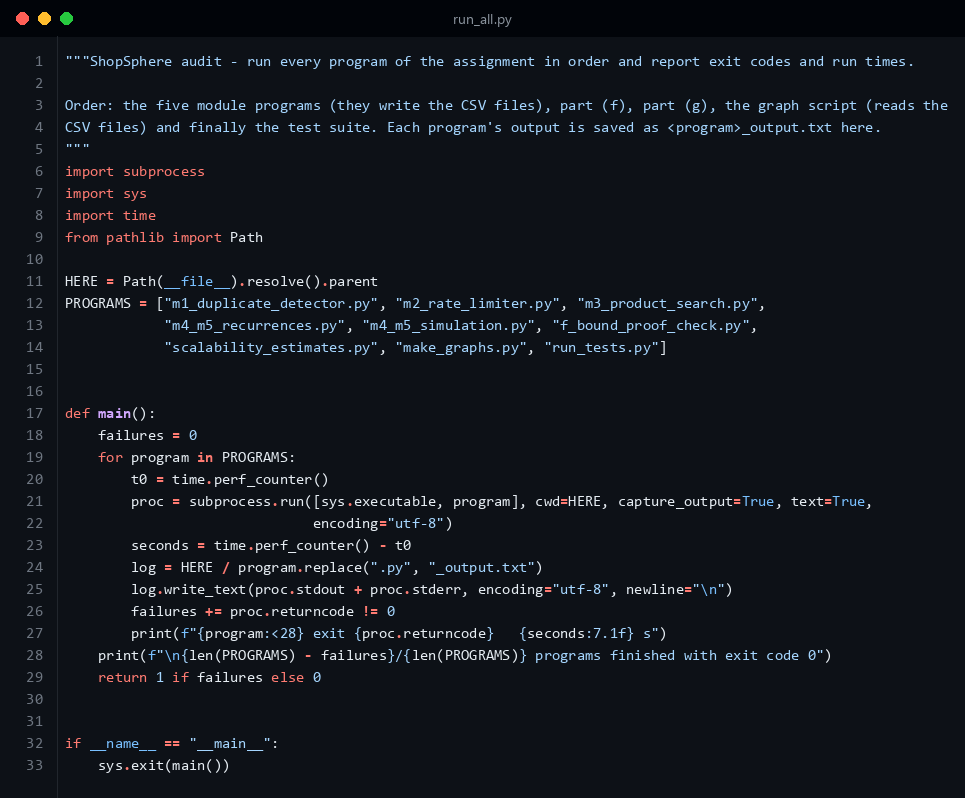 run_all.py
1 """ShopSphere audit - run every program of the assignment in order and report exit codes and run times.
2
3 Order: the five module programs (they write the CSV files), part (f), part (g), the graph script (reads the
4 CSV files) and finally the test suite. Each program's output is saved as <program>_output.txt here.
5 """
6 import subprocess
7 import sys
8 import time
9 from pathlib import Path
10
11 HERE = Path(__file__).resolve().parent
12 PROGRAMS = ["m1_duplicate_detector.py", "m2_rate_limiter.py", "m3_product_search.py",
13             "m4_m5_recurrences.py", "m4_m5_simulation.py", "f_bound_proof_check.py",
14             "scalability_estimates.py", "make_graphs.py", "run_tests.py"]
15
16
17 def main():
18     failures = 0
19     for program in PROGRAMS:
20         t0 = time.perf_counter()
21         proc = subprocess.run([sys.executable, program], cwd=HERE, capture_output=True, text=True,
22                               encoding="utf-8")
23         seconds = time.perf_counter() - t0
24         log = HERE / program.replace(".py", "_output.txt")
25         log.write_text(proc.stdout + proc.stderr, encoding="utf-8", newline="\n")
26         failures += proc.returncode != 0
27         print(f"{program:<28} exit {proc.returncode}   {seconds:7.1f} s")
28     print(f"\n{len(PROGRAMS) - failures}/{len(PROGRAMS)} programs finished with exit code 0")
29     return 1 if failures else 0
30
31
32 if __name__ == "__main__":
33     sys.exit(main())